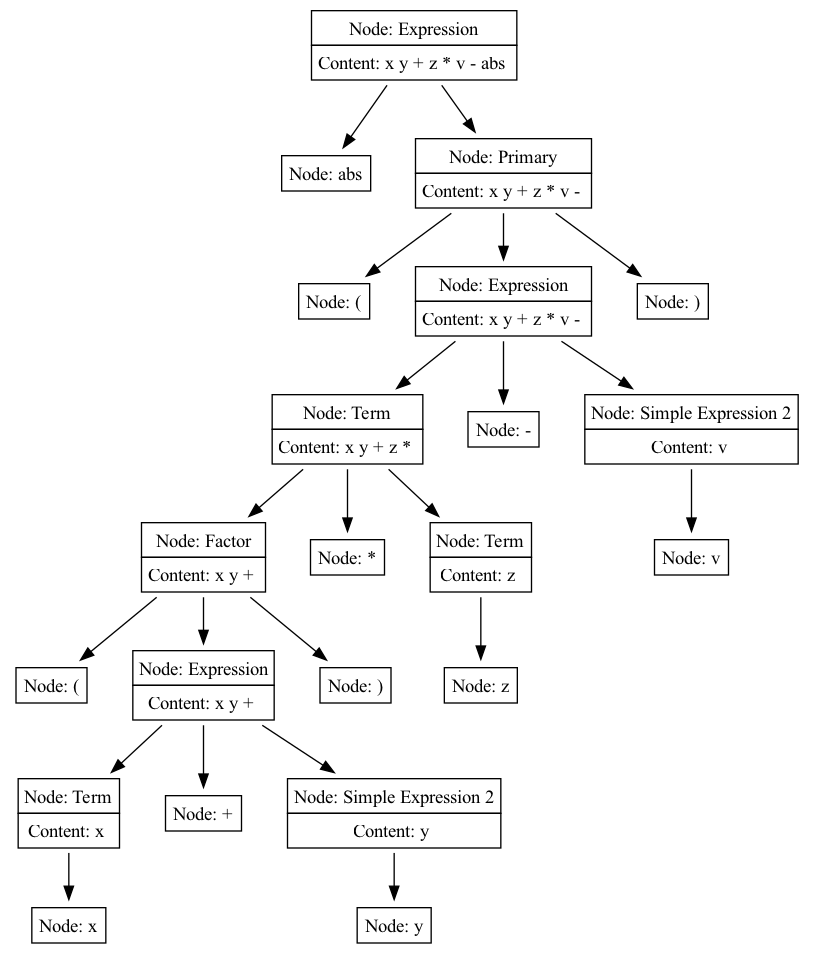 Node: Expression
Content: x y + z * v - abs
Node: abs
Node: Primary
Content: x y + z * v -
Node: (
Node: Expression
Content: x y + z * v -
Node: )
Node: Term
Content: x y + z *
Node: -
Node: Simple Expression 2
Content: v
Node: Factor
Content: x y +
Node: *
Node: Term
Content: z
Node: v
Node: (
Node: Expression
Content: x y +
Node: )
Node: z
Node: Term
Content: x
Node: +
Node: Simple Expression 2
Content: y
Node: x
Node: y